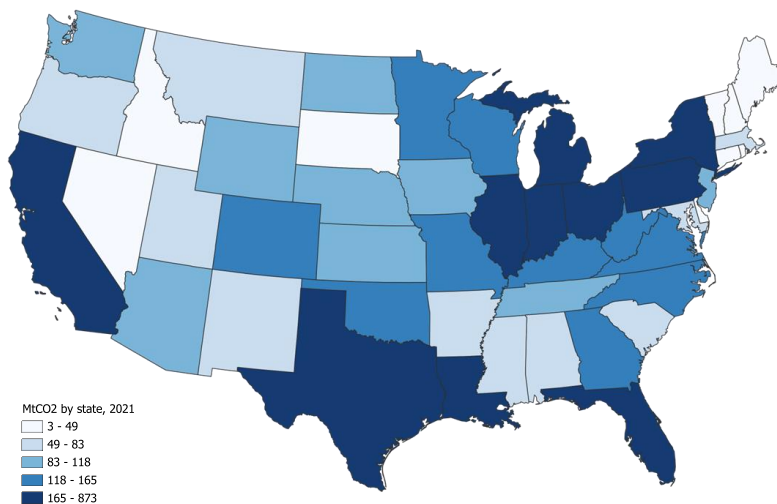 MtCO2 by state, 2021
3 - 49
49 - 83
83 - 118
118 - 165
165 - 873